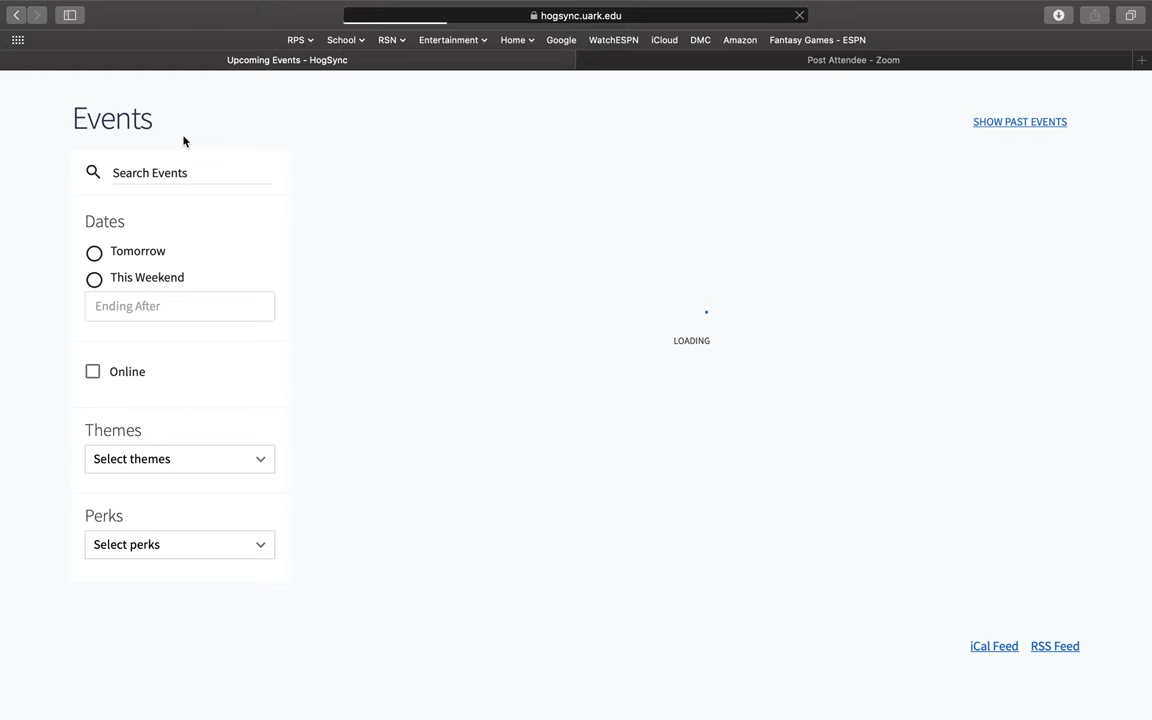 hogsync.uark.edu
RPS School RSN Entertainment Home Google WatchESPN iCloud DMC Amazon Fantasy Games - ESPN
Upcoming Events - HogSync Post Attendee - Zoom
Events
SHOW PAST EVENTS
Search Events
Dates
Tomorrow
This Weekend
Ending After
LOADING
Online
Themes
Select themes
Perks
Select perks
iCal Feed RSS Feed